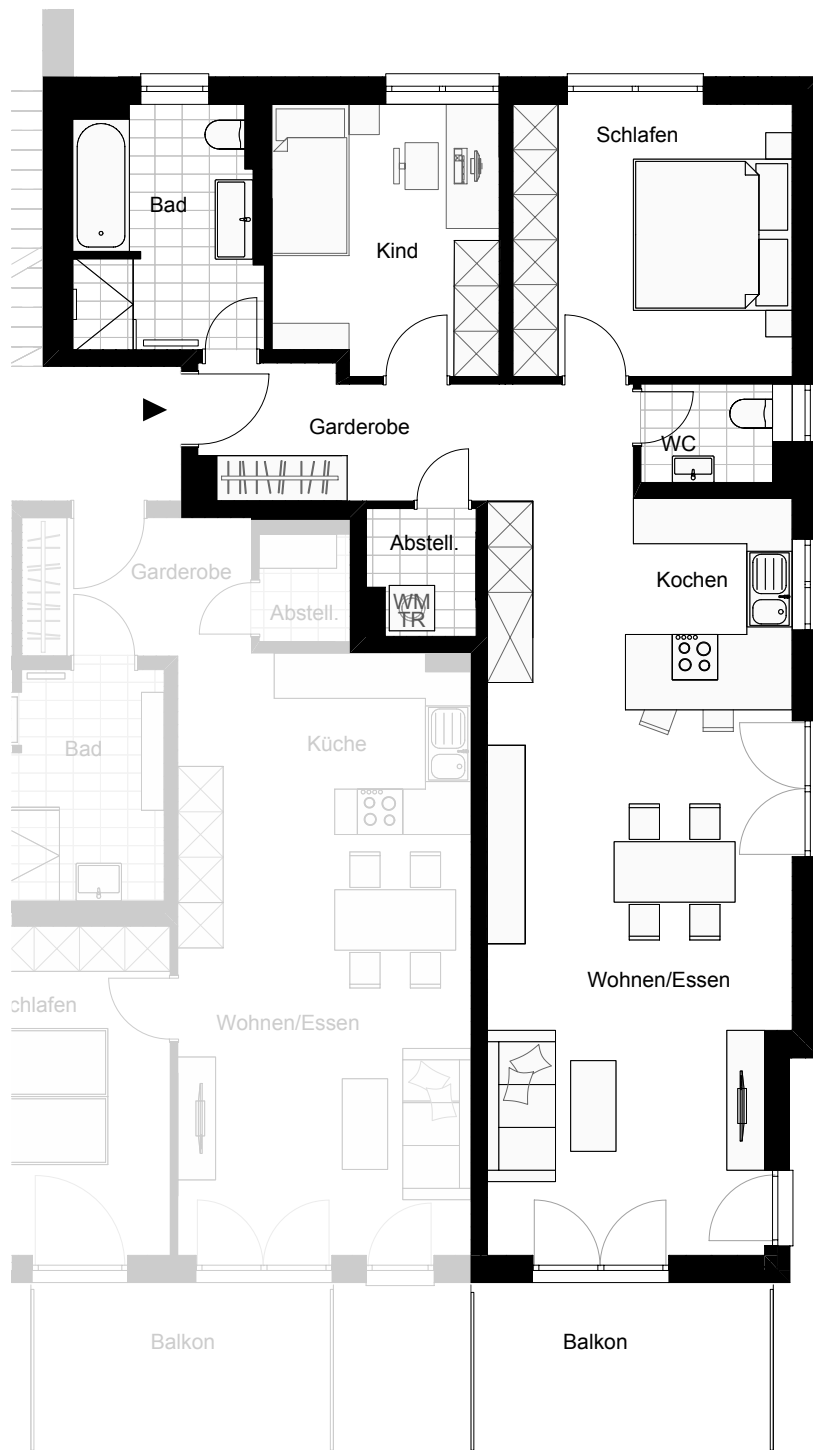 Schlafen
Bad
Kind
Garderobe
WC
Abstell.
Kochen
Garderobe
WM
TR
Abstell.
Küche
Bad
Wohnen/Essen
chlafen
Wohnen/Essen
Balkon
Balkon